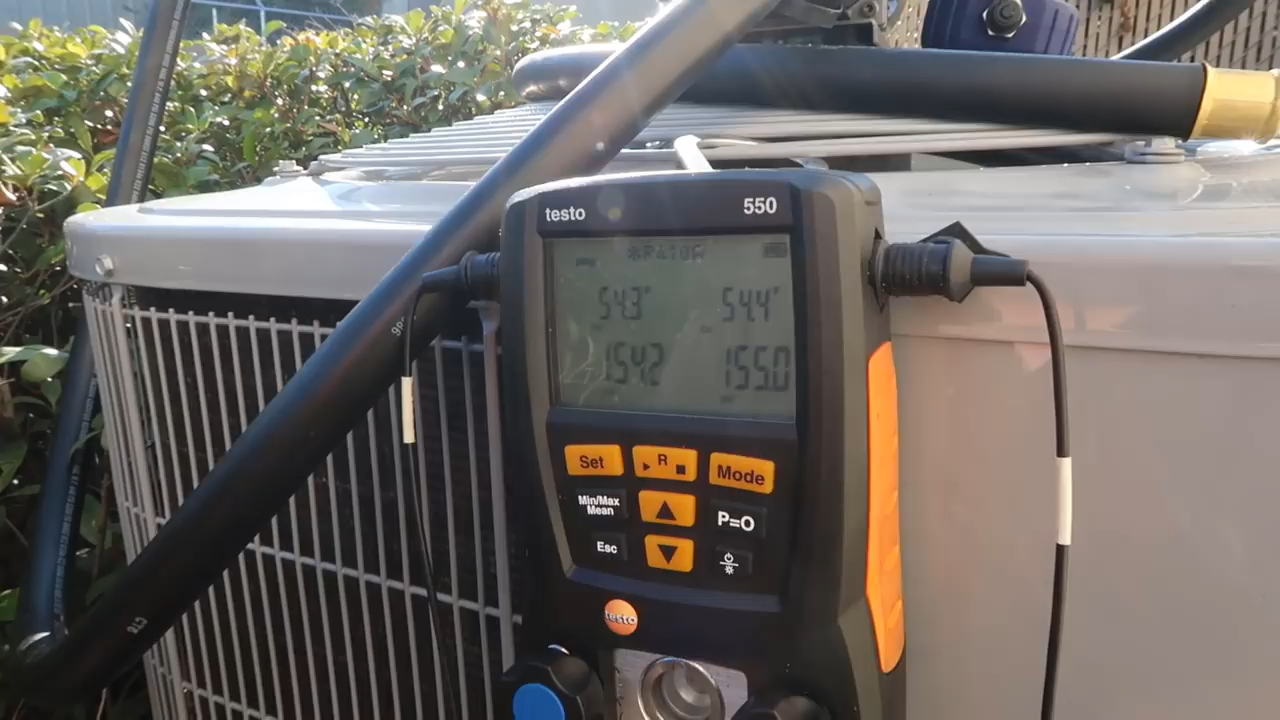 testo 550
R410A
54.3° 54.4°
154.2 155.0
Set R Mode
Min/Max
Mean
P=O
Esc
testo